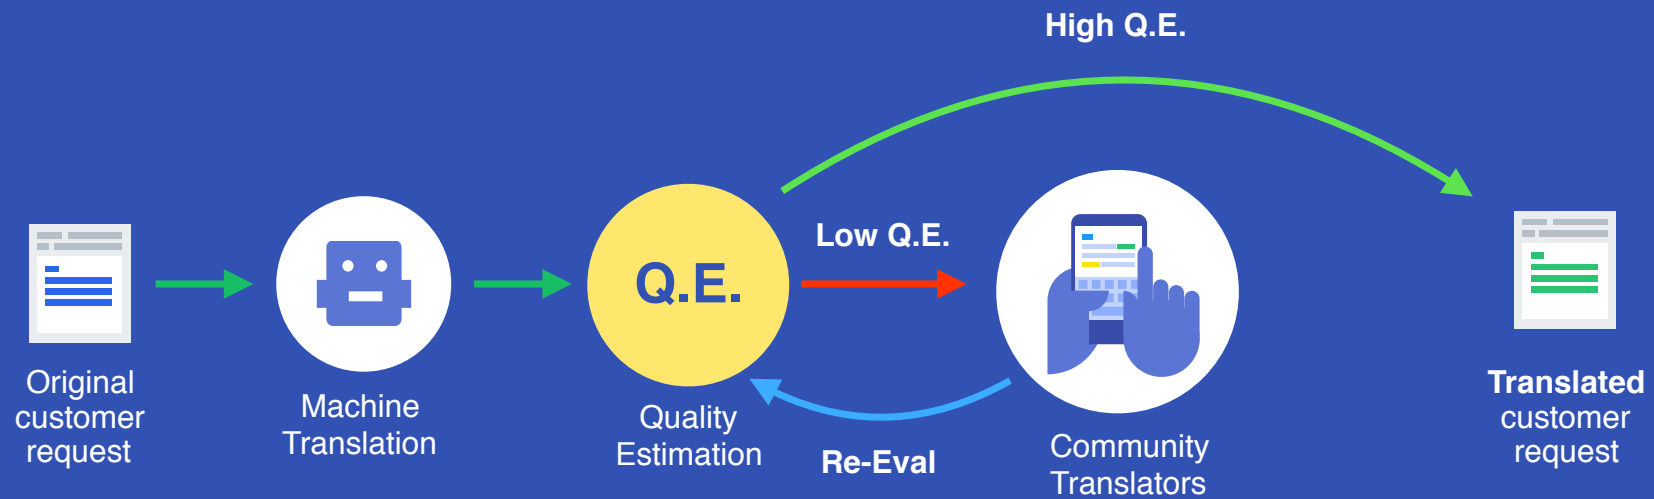 High Q.E.
Low Q.E.
Q.E.
Original
customer
request
Machine
Translation
Quality
Estimation
Re-Eval
Community
Translators
Translated
customer
request